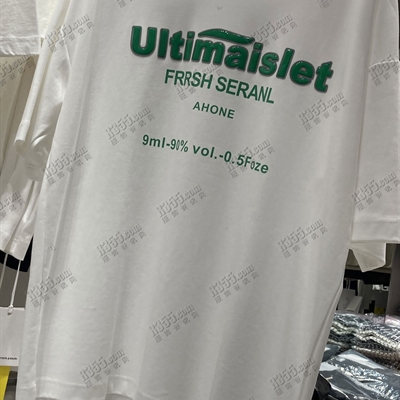 Ultimaislet
FRRSH SERANL
AHONE
9ml-90% vol.-0.5Foze